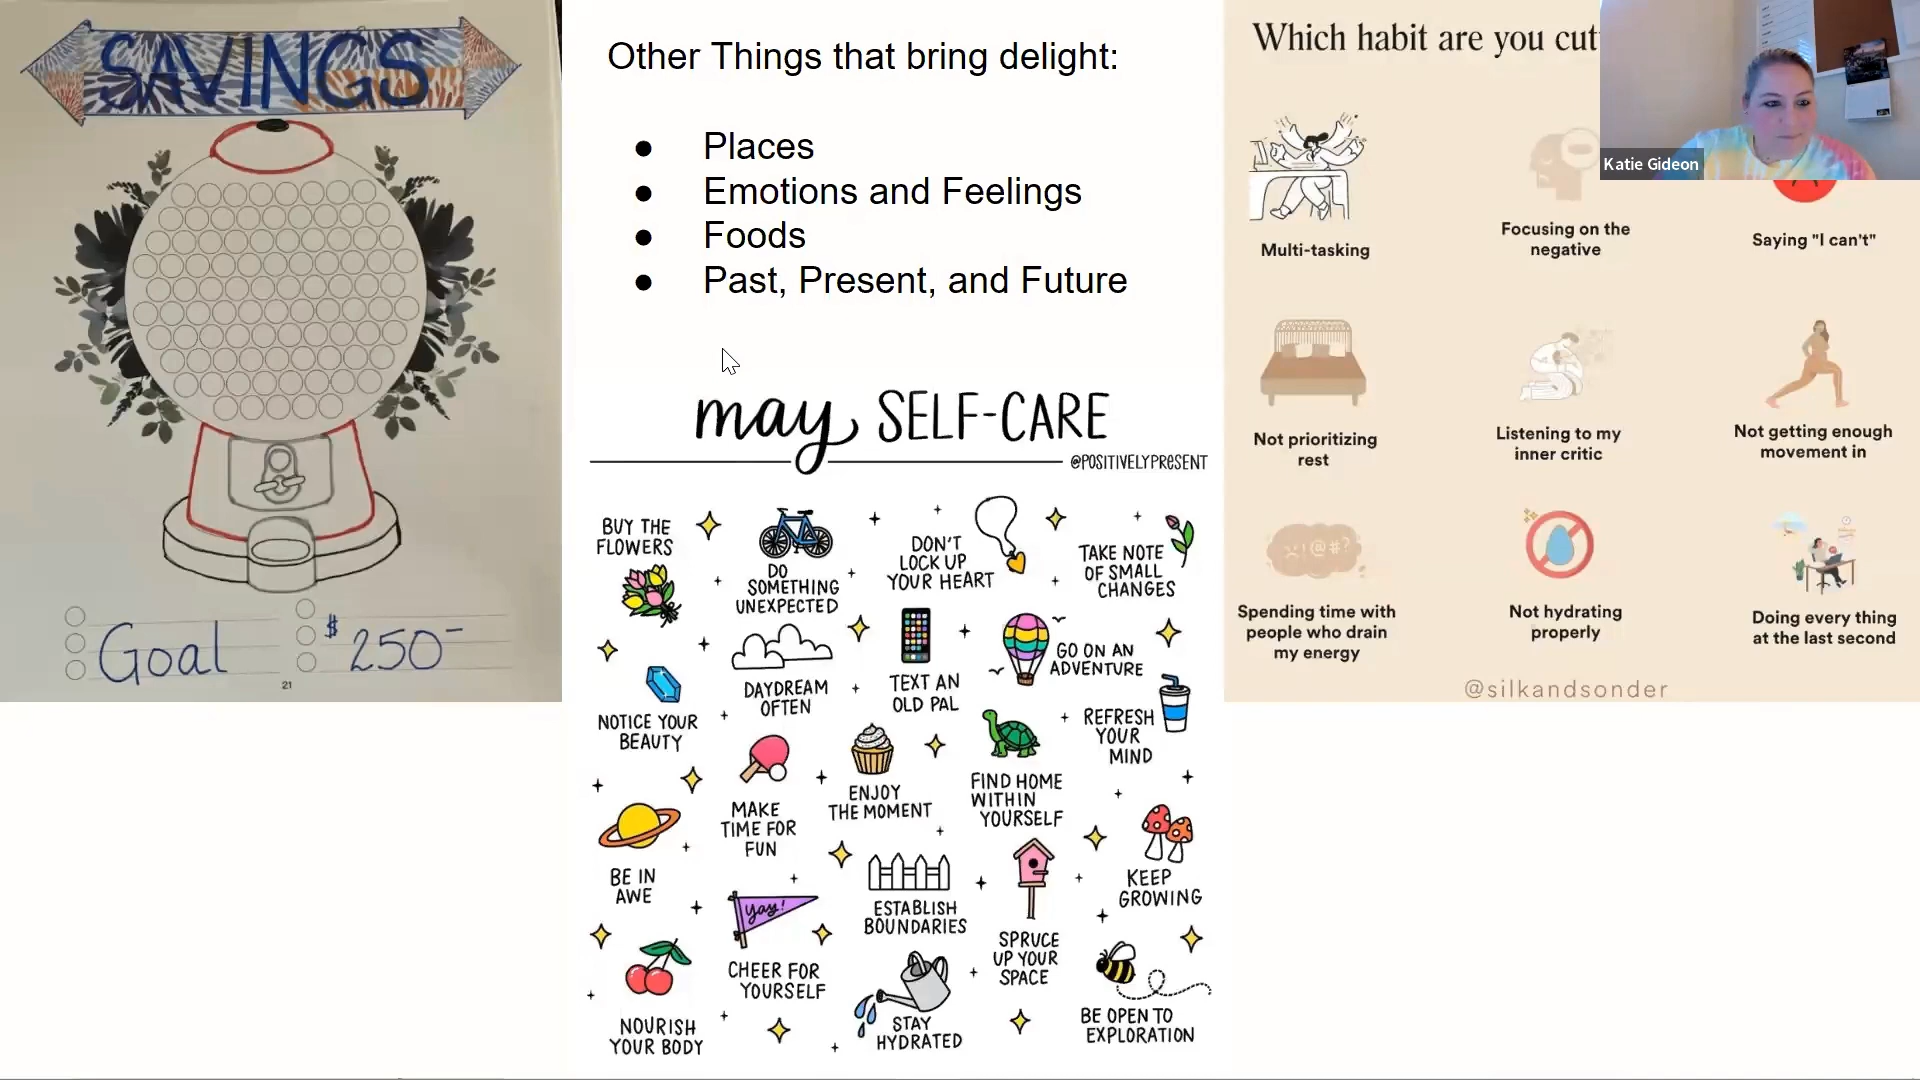 SAVINGS
Goal
$ 250-
21
Other Things that bring delight:
● Places
● Emotions and Feelings
● Foods
● Past, Present, and Future
may SELF-CARE
@POSITIVELYPRESENT
BUY THE
FLOWERS
DO
SOMETHING
UNEXPECTED
DON'T
LOCK UP
YOUR HEART
TAKE NOTE
OF SMALL
CHANGES
NOTICE YOUR
BEAUTY
DAYDREAM
OFTEN
TEXT AN
OLD PAL
GO ON AN
ADVENTURE
REFRESH
YOUR
MIND
BE IN
AWE
MAKE
TIME FOR
FUN
ENJOY
THE MOMENT
FIND HOME
WITHIN
YOURSELF
KEEP
GROWING
NOURISH
YOUR BODY
yay!
CHEER FOR
YOURSELF
ESTABLISH
BOUNDARIES
STAY
HYDRATED
SPRUCE
UP YOUR
SPACE
BE OPEN TO
EXPLORATION
Which habit are you cut
Katie Gideon
Multi-tasking
Focusing on the
negative
Saying "I can't"
Not prioritizing
rest
Listening to my
inner critic
Not getting enough
movement in
Spending time with
people who drain
my energy
Not hydrating
properly
Doing every thing
at the last second
@silkandsonder